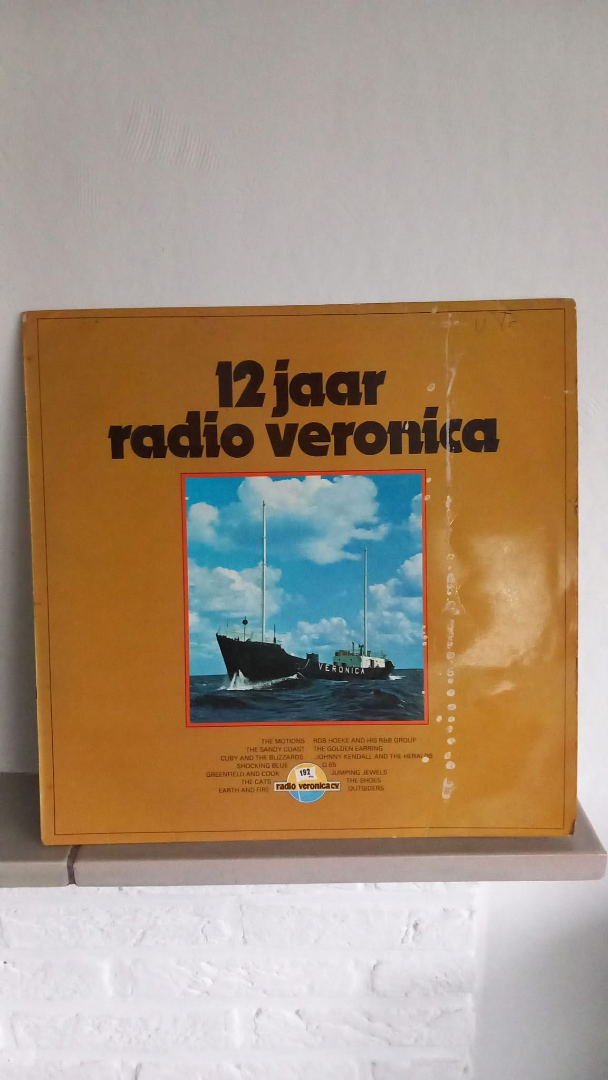 12 jaar
radio veronica
VERONICA
THE MOTIONS ROB HOEKE AND HIS R&B GROUP
THE SANDY COAST THE GOLDEN EARRING
CUBY AND THE BLIZZARDS JOHNNY KENDALL AND THE HERALDS
SHOCKING BLUE Q 65
GREENFIELD AND COOK JUMPING JEWELS
THE CATS THE SHOES
EARTH AND FIRE OUTSIDERS
192
radio veronica cv.